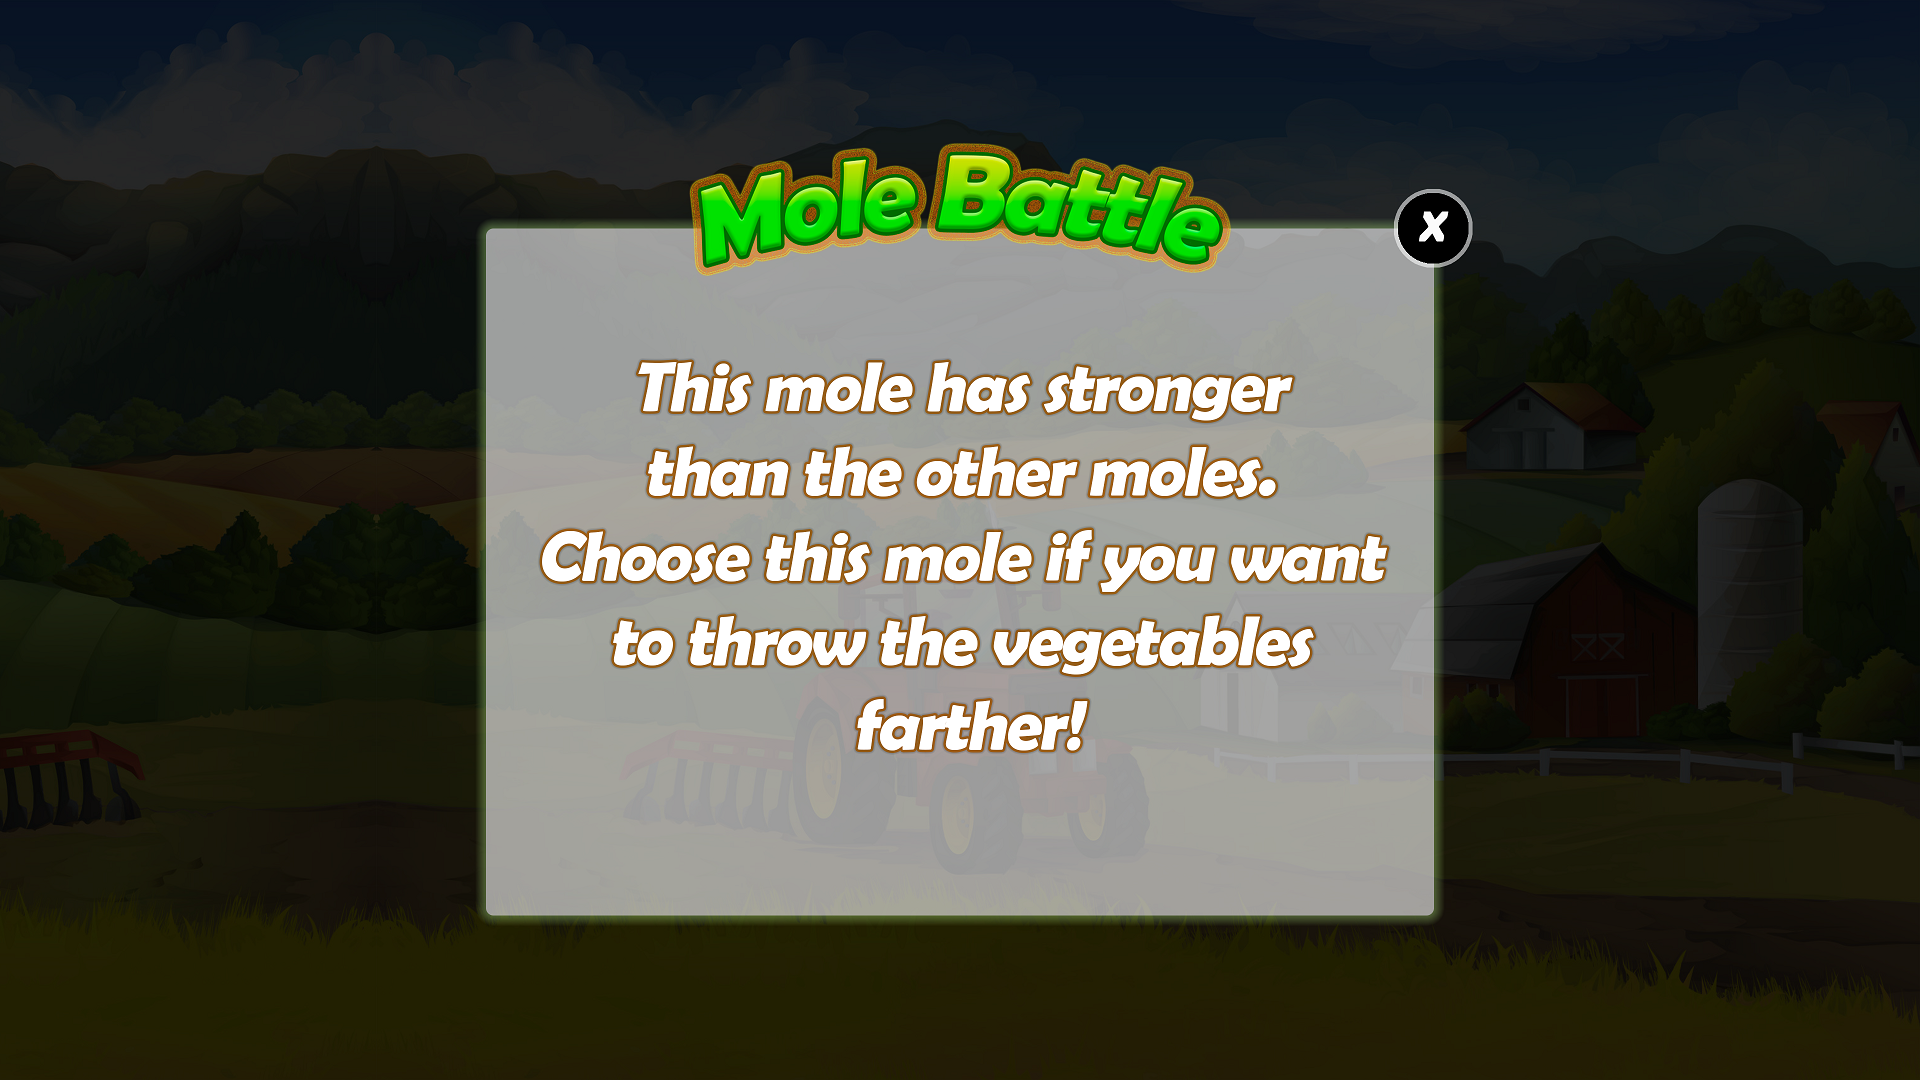 Mole Battle
X
This mole has stronger
than the other moles.
Choose this mole if you want
to throw the vegetables
farther!